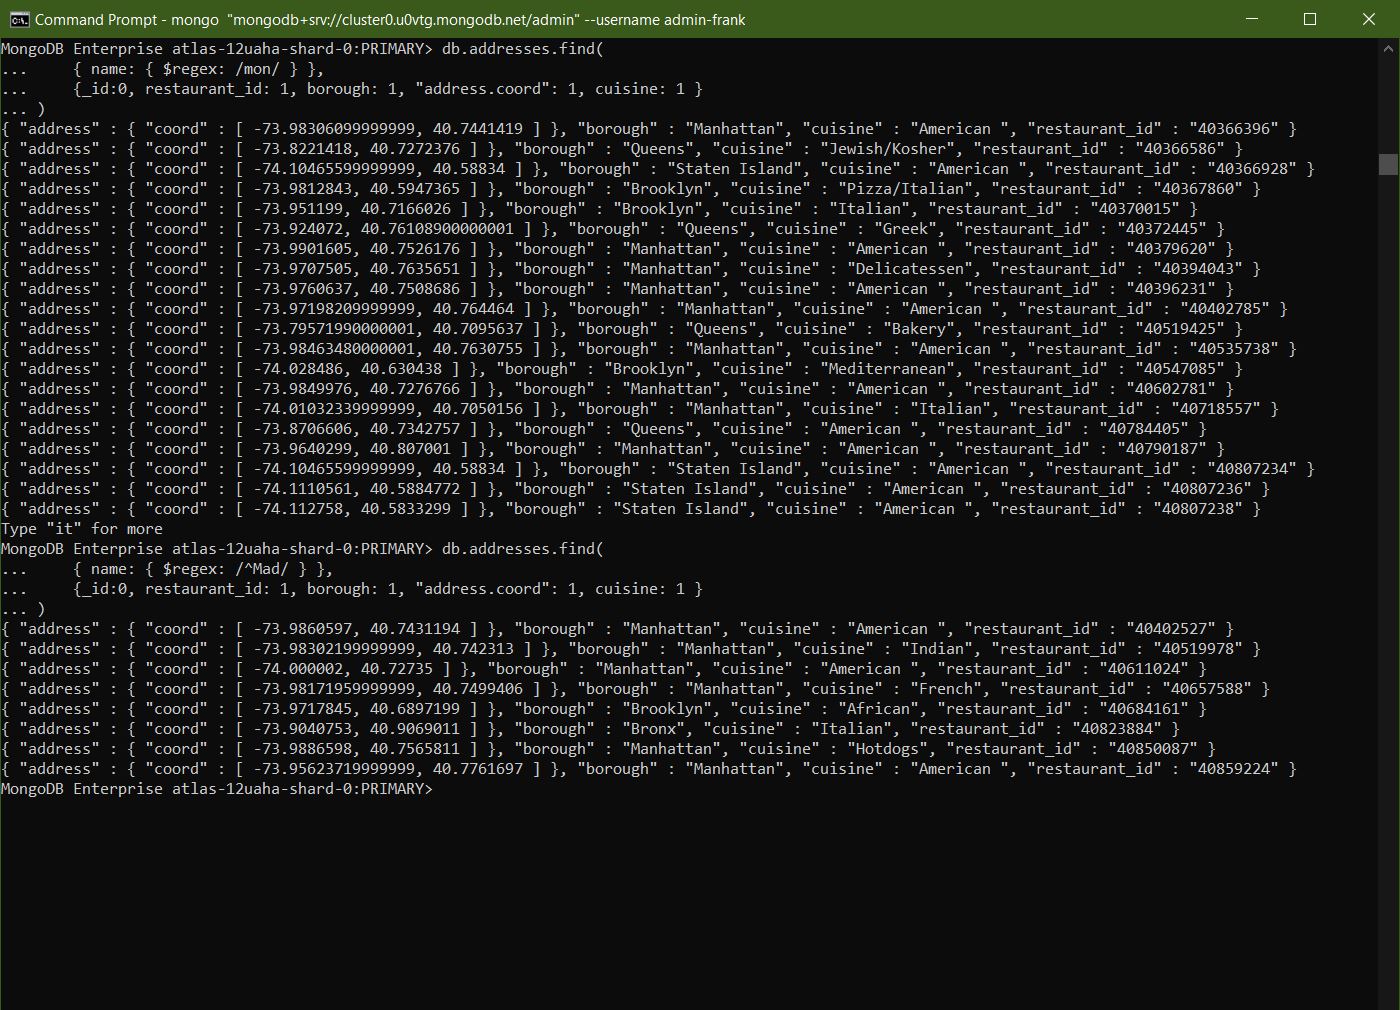 Command Prompt - mongo  "mongodb+srv://cluster0.u0vtg.mongodb.net/admin" --username admin-frank
MongoDB Enterprise atlas-12uaha-shard-0:PRIMARY> db.addresses.find(
...     { name: { $regex: /mon/ } },
...     {_id:0, restaurant_id: 1, borough: 1, "address.coord": 1, cuisine: 1 }
... )
{ "address" : { "coord" : [ -73.98306099999999, 40.7441419 ] }, "borough" : "Manhattan", "cuisine" : "American ", "restaurant_id" : "40366396" }
{ "address" : { "coord" : [ -73.8221418, 40.7272376 ] }, "borough" : "Queens", "cuisine" : "Jewish/Kosher", "restaurant_id" : "40366586" }
{ "address" : { "coord" : [ -74.10465599999999, 40.58834 ] }, "borough" : "Staten Island", "cuisine" : "American ", "restaurant_id" : "40366928" }
{ "address" : { "coord" : [ -73.9812843, 40.5947365 ] }, "borough" : "Brooklyn", "cuisine" : "Pizza/Italian", "restaurant_id" : "40367860" }
{ "address" : { "coord" : [ -73.951199, 40.7166026 ] }, "borough" : "Brooklyn", "cuisine" : "Italian", "restaurant_id" : "40370015" }
{ "address" : { "coord" : [ -73.924072, 40.76108900000001 ] }, "borough" : "Queens", "cuisine" : "Greek", "restaurant_id" : "40372445" }
{ "address" : { "coord" : [ -73.9901605, 40.7526176 ] }, "borough" : "Manhattan", "cuisine" : "American ", "restaurant_id" : "40379620" }
{ "address" : { "coord" : [ -73.9707505, 40.7635651 ] }, "borough" : "Manhattan", "cuisine" : "Delicatessen", "restaurant_id" : "40394043" }
{ "address" : { "coord" : [ -73.9760637, 40.7508686 ] }, "borough" : "Manhattan", "cuisine" : "American ", "restaurant_id" : "40396231" }
{ "address" : { "coord" : [ -73.97198209999999, 40.764464 ] }, "borough" : "Manhattan", "cuisine" : "American ", "restaurant_id" : "40402785" }
{ "address" : { "coord" : [ -73.79571990000001, 40.7095637 ] }, "borough" : "Queens", "cuisine" : "Bakery", "restaurant_id" : "40519425" }
{ "address" : { "coord" : [ -73.98463480000001, 40.7630755 ] }, "borough" : "Manhattan", "cuisine" : "American ", "restaurant_id" : "40535738" }
{ "address" : { "coord" : [ -74.028486, 40.630438 ] }, "borough" : "Brooklyn", "cuisine" : "Mediterranean", "restaurant_id" : "40547085" }
{ "address" : { "coord" : [ -73.9849976, 40.7276766 ] }, "borough" : "Manhattan", "cuisine" : "American ", "restaurant_id" : "40602781" }
{ "address" : { "coord" : [ -74.01032339999999, 40.7050156 ] }, "borough" : "Manhattan", "cuisine" : "Italian", "restaurant_id" : "40718557" }
{ "address" : { "coord" : [ -73.8706606, 40.7342757 ] }, "borough" : "Queens", "cuisine" : "American ", "restaurant_id" : "40784405" }
{ "address" : { "coord" : [ -73.9640299, 40.807001 ] }, "borough" : "Manhattan", "cuisine" : "American ", "restaurant_id" : "40790187" }
{ "address" : { "coord" : [ -74.10465599999999, 40.58834 ] }, "borough" : "Staten Island", "cuisine" : "American ", "restaurant_id" : "40807234" }
{ "address" : { "coord" : [ -74.1110561, 40.5884772 ] }, "borough" : "Staten Island", "cuisine" : "American ", "restaurant_id" : "40807236" }
{ "address" : { "coord" : [ -74.112758, 40.5833299 ] }, "borough" : "Staten Island", "cuisine" : "American ", "restaurant_id" : "40807238" }
Type "it" for more
MongoDB Enterprise atlas-12uaha-shard-0:PRIMARY> db.addresses.find(
...     { name: { $regex: /^Mad/ } },
...     {_id:0, restaurant_id: 1, borough: 1, "address.coord": 1, cuisine: 1 }
... )
{ "address" : { "coord" : [ -73.9860597, 40.7431194 ] }, "borough" : "Manhattan", "cuisine" : "American ", "restaurant_id" : "40402527" }
{ "address" : { "coord" : [ -73.98302199999999, 40.742313 ] }, "borough" : "Manhattan", "cuisine" : "Indian", "restaurant_id" : "40519978" }
{ "address" : { "coord" : [ -74.000002, 40.72735 ] }, "borough" : "Manhattan", "cuisine" : "American ", "restaurant_id" : "40611024" }
{ "address" : { "coord" : [ -73.98171959999999, 40.7499406 ] }, "borough" : "Manhattan", "cuisine" : "French", "restaurant_id" : "40657588" }
{ "address" : { "coord" : [ -73.9717845, 40.6897199 ] }, "borough" : "Brooklyn", "cuisine" : "African", "restaurant_id" : "40684161" }
{ "address" : { "coord" : [ -73.9040753, 40.9069011 ] }, "borough" : "Bronx", "cuisine" : "Italian", "restaurant_id" : "40823884" }
{ "address" : { "coord" : [ -73.9886598, 40.7565811 ] }, "borough" : "Manhattan", "cuisine" : "Hotdogs", "restaurant_id" : "40850087" }
{ "address" : { "coord" : [ -73.95623719999999, 40.7761697 ] }, "borough" : "Manhattan", "cuisine" : "American ", "restaurant_id" : "40859224" }
MongoDB Enterprise atlas-12uaha-shard-0:PRIMARY>